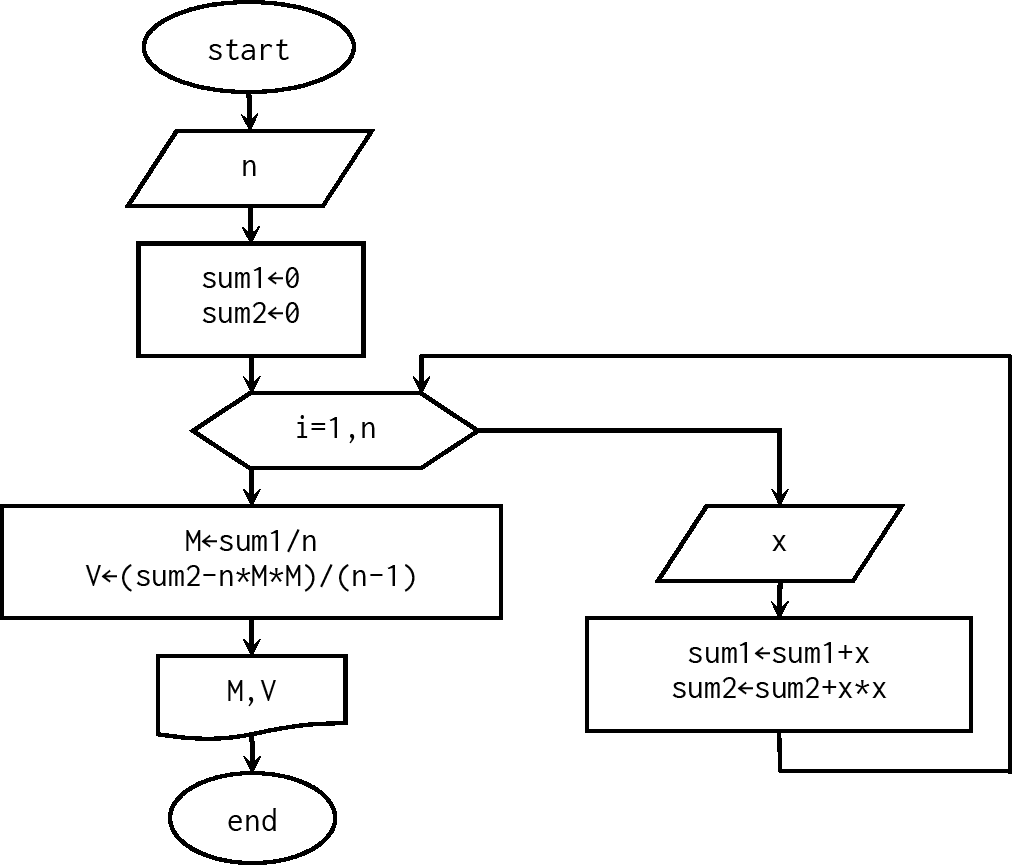 start
n
sum1←0
sum2←0
i=1,n
M←sum1/n
V←(sum2-n*M*M)/(n-1)
M,V
end
x
sum1←sum1+x
sum2←sum2+x*x